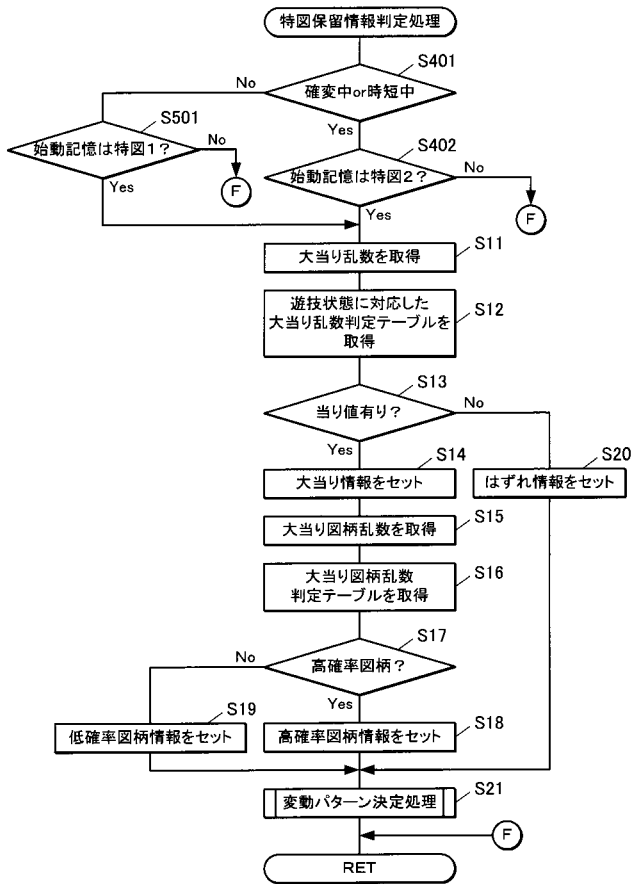 特図保留情報判定処理
S401
確変中or時短中
No
Yes
S501
始動記憶は特図1？
No
Yes
F
S402
始動記憶は特図2？
No
Yes
F
S11
大当り乱数を取得
S12
遊技状態に対応した
大当り乱数判定テーブルを
取得
S13
当り値有り？
No
Yes
S14
大当り情報をセット
S20
はずれ情報をセット
S15
大当り図柄乱数を取得
S16
大当り図柄乱数
判定テーブルを取得
S17
高確率図柄？
No
Yes
S19
低確率図柄情報をセット
S18
高確率図柄情報をセット
S21
変動パターン決定処理
F
RET